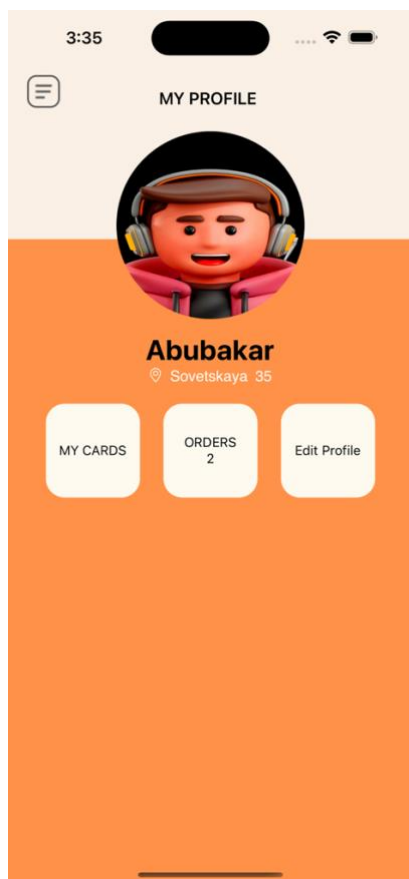 3:35
MY PROFILE
Abubakar
Sovetskaya 35
MY CARDS
ORDERS
2
Edit Profile